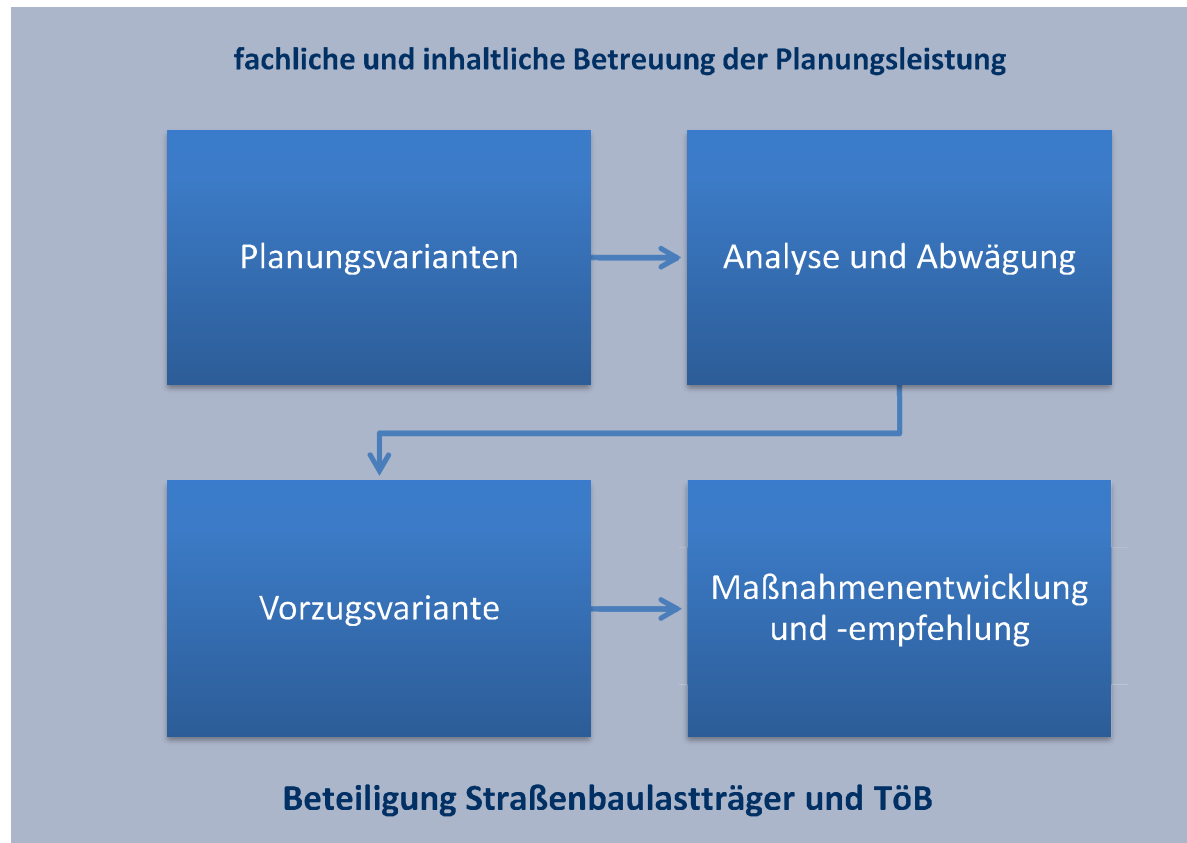 fachliche und inhaltliche Betreuung der Planungsleistung
Planungsvarianten
Analyse und Abwägung
Vorzugsvariante
Maßnahmenentwicklung
und -empfehlung
Beteiligung Straßenbaulastträger und TöB